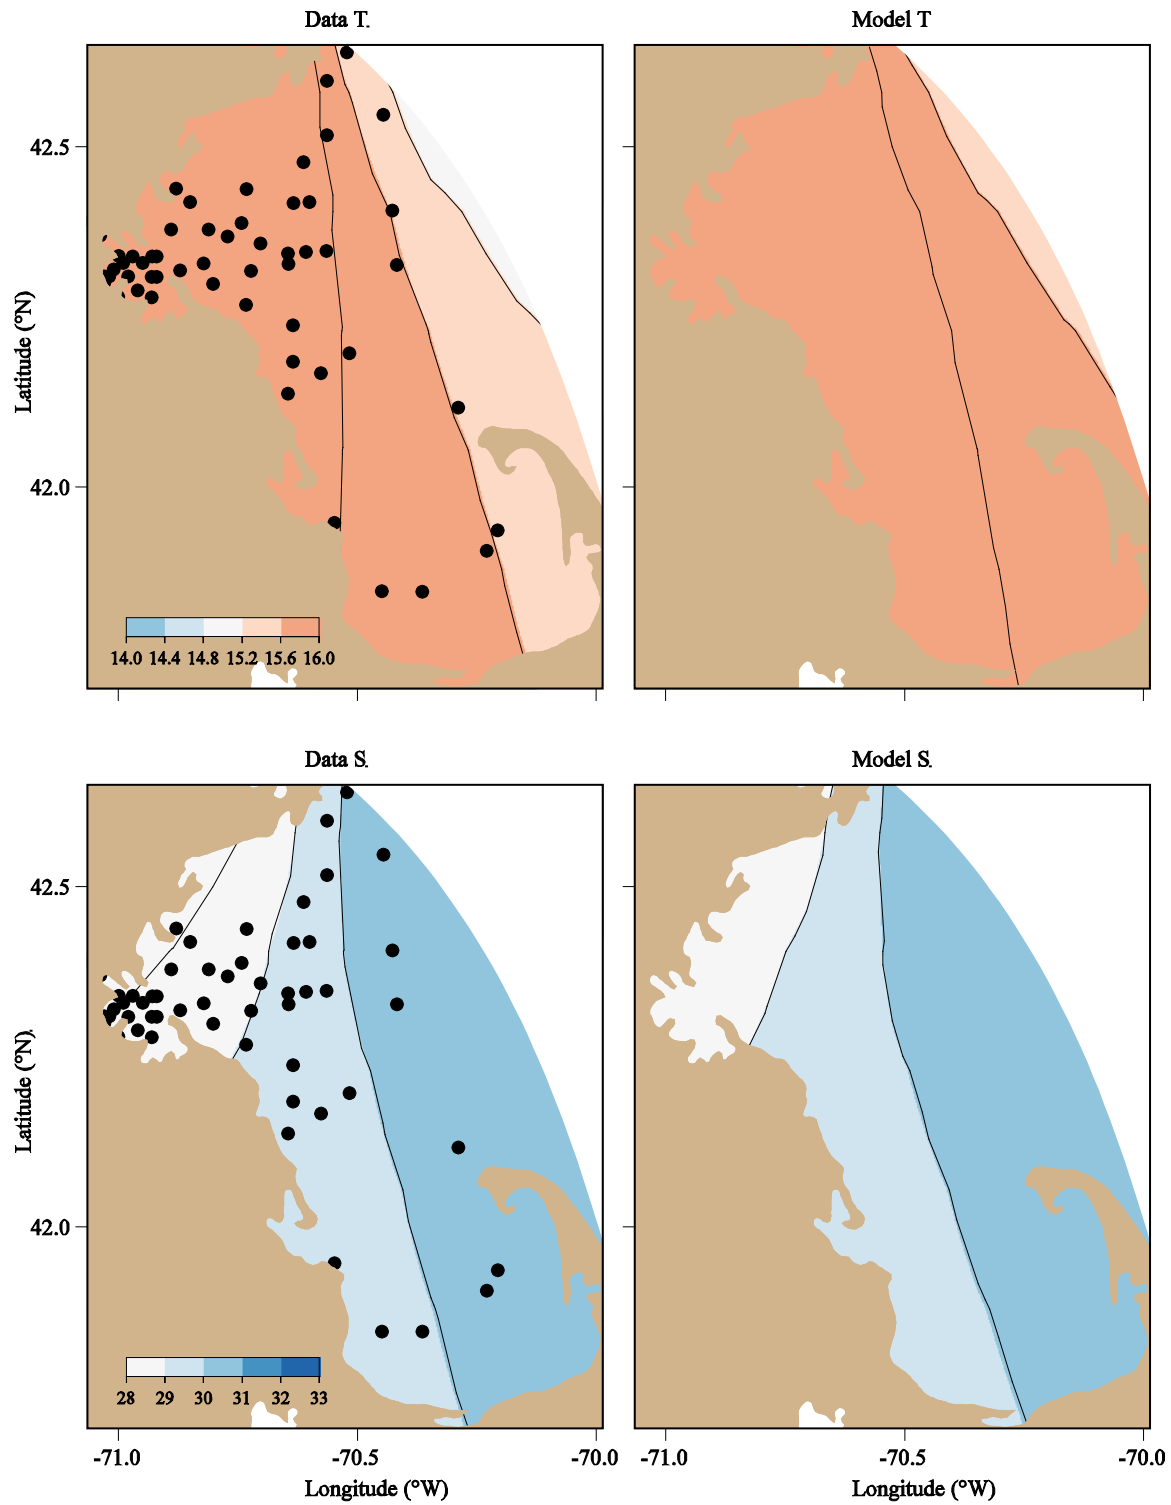 Data T.
Model T
42.5
42.0
Latitude (°N)
14.0 14.4 14.8 15.2 15.6 16.0
Data S.
Model S.
42.5
42.0
Latitude (°N).
28 29 30 31 32 33
-71.0 -70.5 -70.0 -71.0 -70.5 -70.0
Longitude (°W) Longitude (°W)